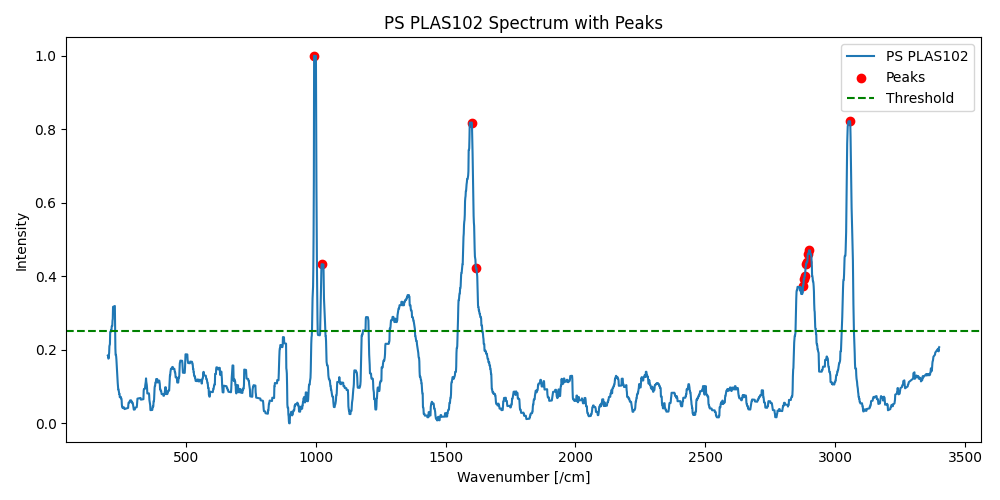 PS PLAS102 Spectrum with Peaks
PS PLAS102
Peaks
Threshold
Intensity
1.0
0.8
0.6
0.4
0.2
0.0
500
1000
1500
2000
2500
3000
3500
Wavenumber [/cm]